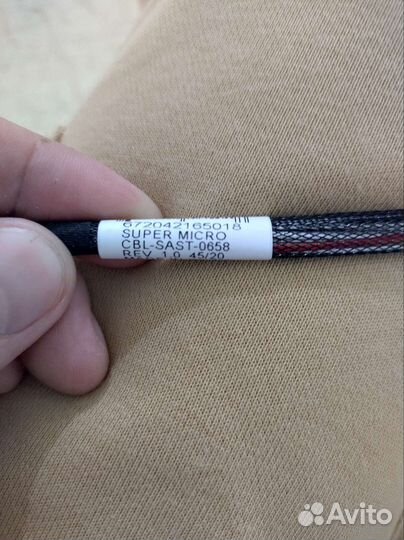 672042165018
SUPER MICRO
CBL-SAST-0658
REV 1.0 45/20
Avito